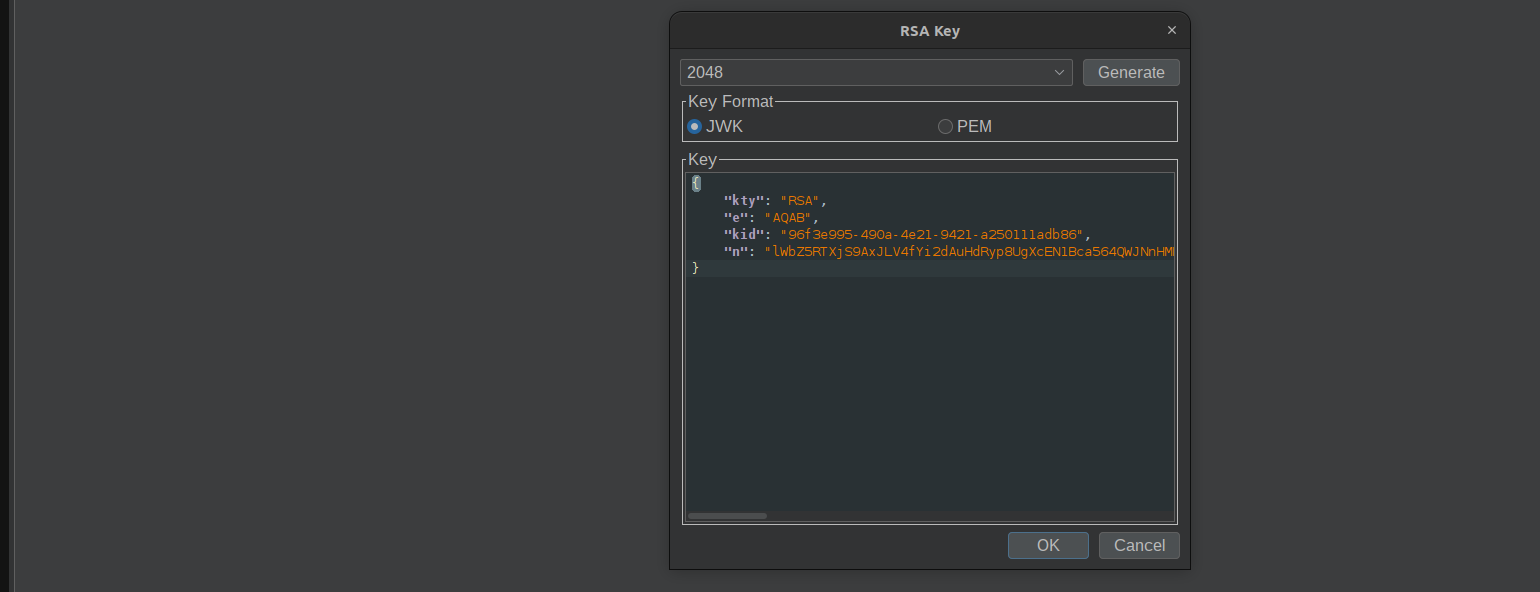 RSA Key
2048
Generate
Key Format
JWK
PEM
Key
{
"kty": "RSA",
"e": "AQAB",
"kid": "96f3e995-490a-4e21-9421-a250111adb86",
"n": "lWbZ5RTXjS9AxJLV4fYi2dAuHdRyp8UgXcEN1Bca564QWJNnHM
}
OK
Cancel